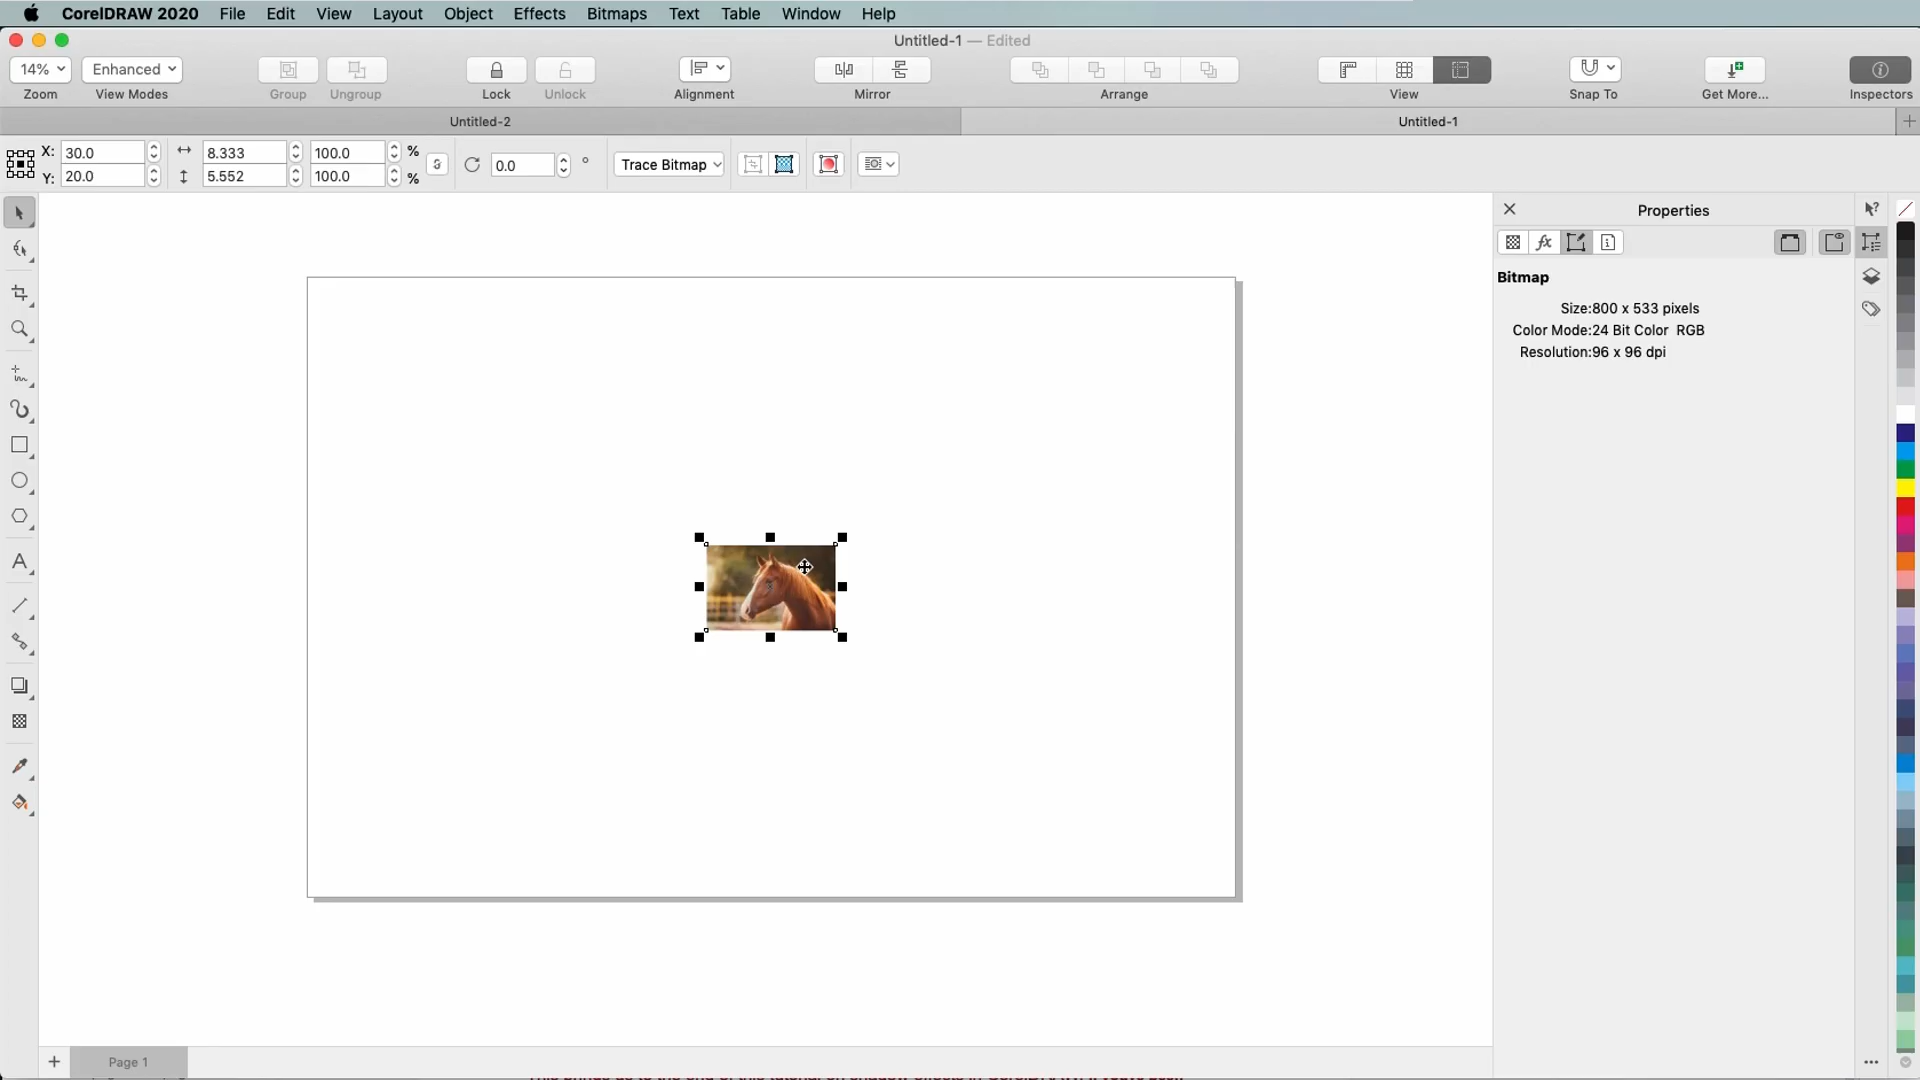 CorelDRAW 2020 File Edit View Layout Object Effects Bitmaps Text Table Window Help
Untitled-1 — Edited
14% Enhanced
Zoom View Modes Group Ungroup Lock Unlock Alignment Mirror Arrange View Snap To Get More... Inspectors
Untitled-2 Untitled-1
X: 30.0 8.333 100.0 %
Y: 20.0 5.552 100.0 %
0.0 ° Trace Bitmap
Properties
Bitmap
Size:800 x 533 pixels
Color Mode:24 Bit Color RGB
Resolution:96 x 96 dpi
Page 1